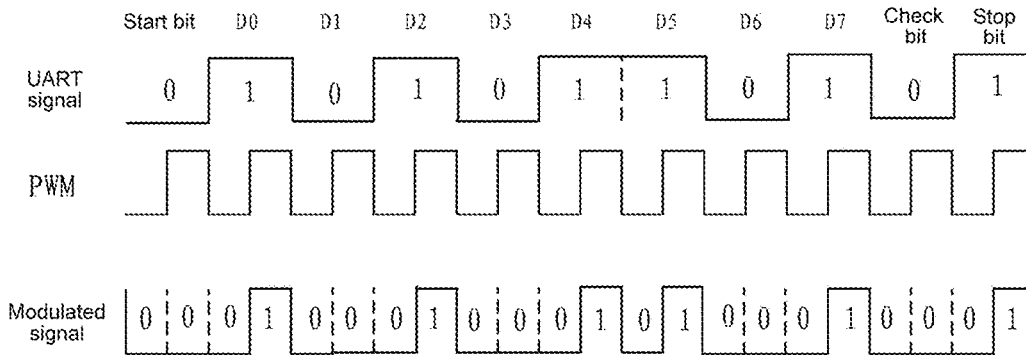 Start bit D0 D1 D2 D3 D4 D5 D6 D7 Check bit Stop bit
UART signal 0 1 0 1 0 1 1 0 1 0 1
PWM
Modulated signal 0 0 0 1 0 0 0 1 0 0 0 1 0 1 0 0 0 1 0 0 0 1